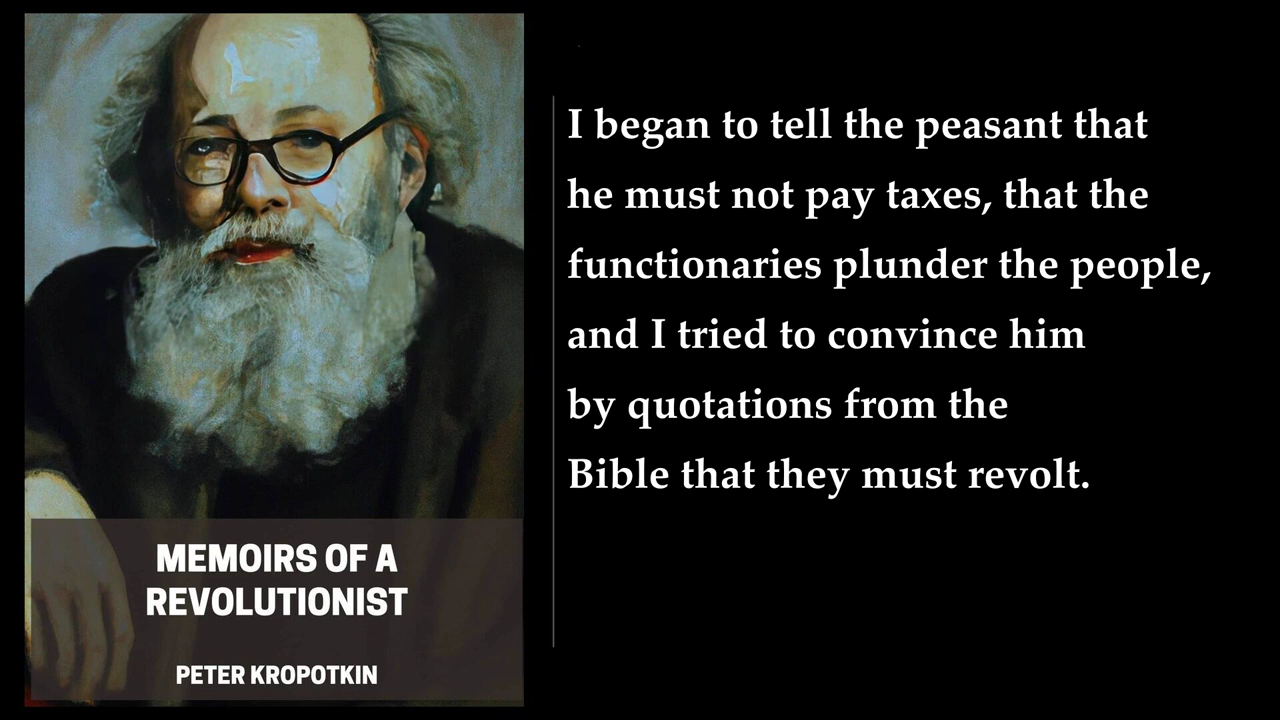 I began to tell the peasant that
he must not pay taxes, that the
functionaries plunder the people,
and I tried to convince him
by quotations from the
Bible that they must revolt.
MEMOIRS OF A
REVOLUTIONIST
PETER KROPOTKIN